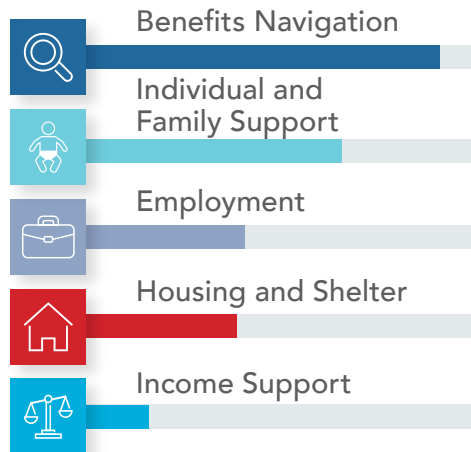 Benefits Navigation
Individual and
Family Support
Employment
Housing and Shelter
Income Support